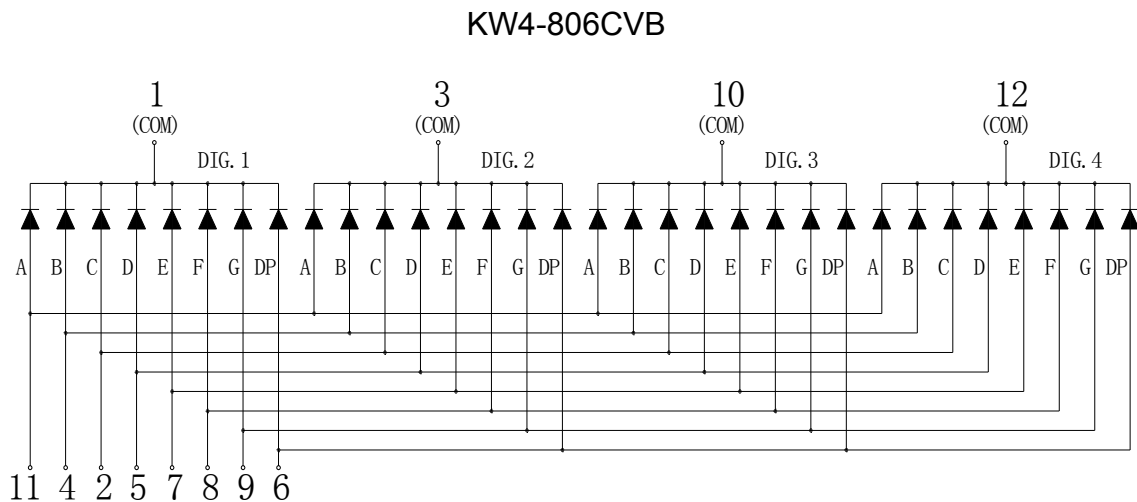 KW4-806CVB
1 3 10 12
(COM) (COM) (COM) (COM)
DIG.1 DIG.2 DIG.3 DIG.4
A B C D E F G DP A B C D E F G DP A B C D E F G DP A B C D E F G DP
11 4 2 5 7 8 9 6